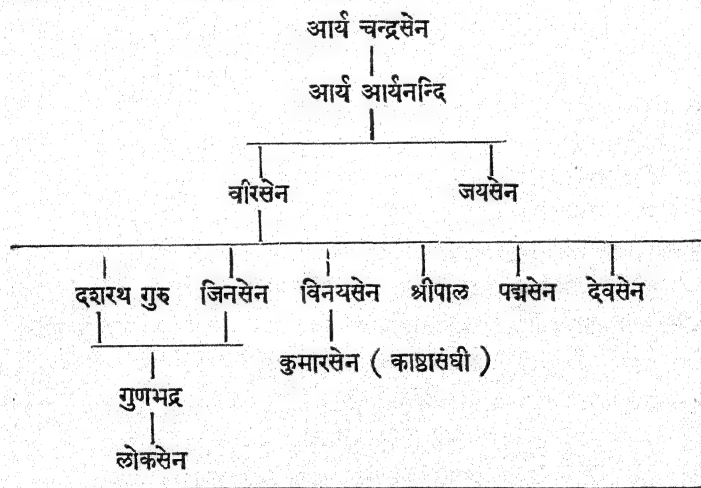 आर्य चन्द्रसेन
आर्य आर्यनन्दि
वीरसेन जयसेन
दशरथ गुरु जिनसेन विनयसेन श्रीपाल पद्मसेन देवसेन
कुमारसेन ( काष्ठासंघी )
गुणभद्र
लोकसेन